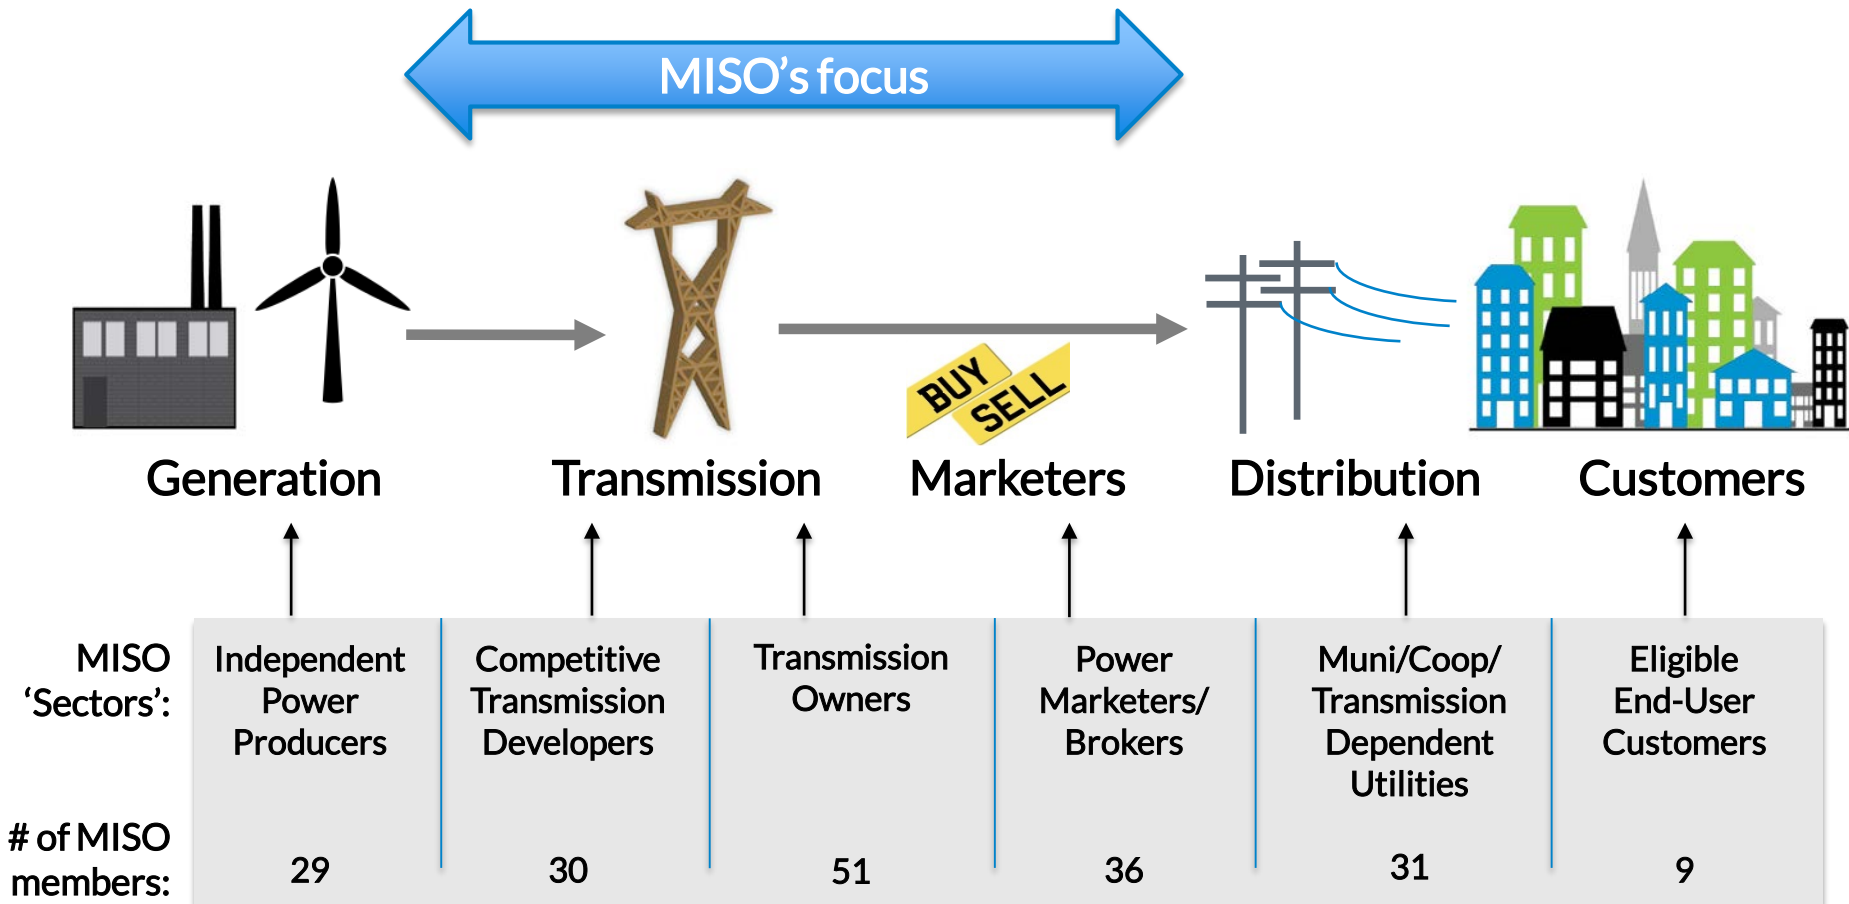 MISO's focus
BUY
SELL
Generation
Transmission
Marketers
Distribution
Customers
MISO
‘Sectors’:
Independent
Power
Producers
Competitive
Transmission
Developers
Transmission
Owners
Power
Marketers/
Brokers
Muni/Coop/
Transmission
Dependent
Utilities
Eligible
End-User
Customers
# of MISO
members:
29
30
51
36
31
9